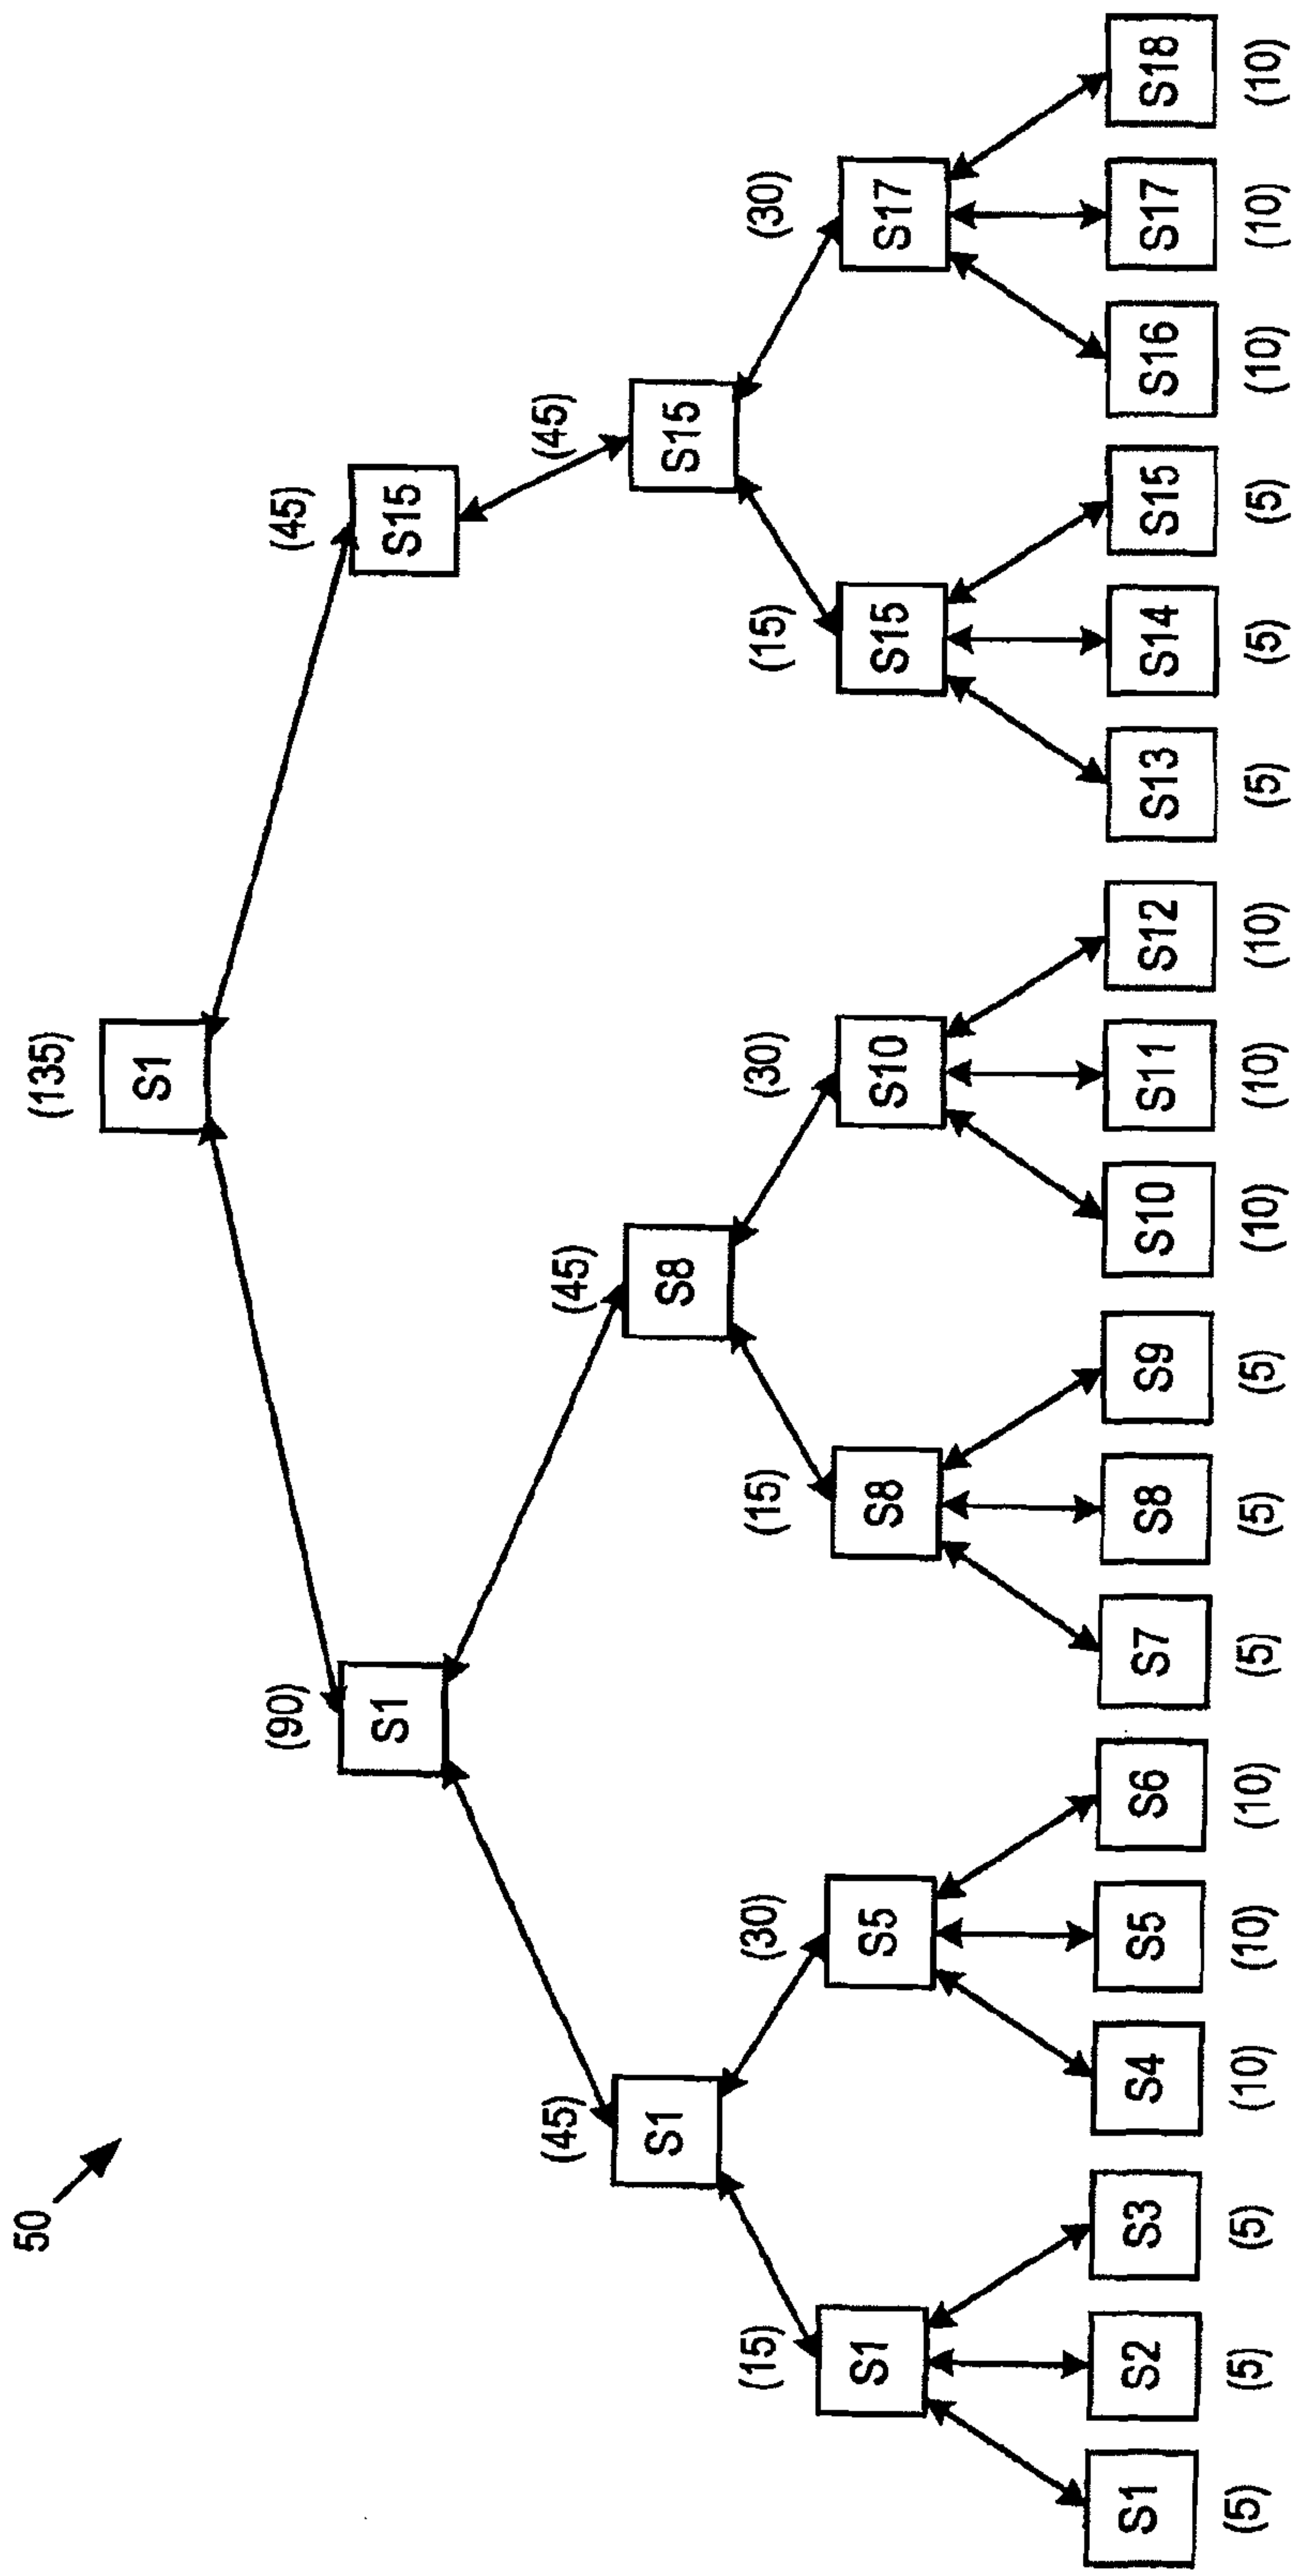 50
(135)
S1
(90)
(45)
S1
S15
(45)
(45)
(45)
S1
S8
S15
(15)
(30)
(15)
(30)
(15)
(30)
S1
S5
S8
S10
S15
S17
S1
S2
S3
S4
S5
S6
S7
S8
S9
S10
S11
S12
S13
S14
S15
S16
S17
S18
(5)
(5)
(5)
(10)
(10)
(10)
(5)
(5)
(5)
(10)
(10)
(10)
(5)
(5)
(5)
(10)
(10)
(10)